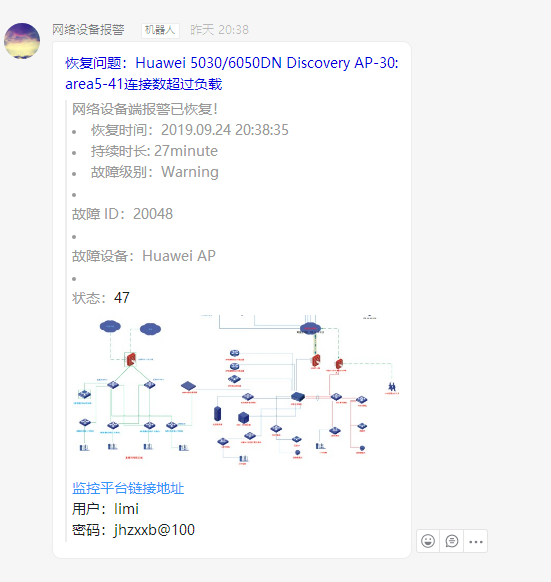 网络设备报警 机器人 昨天 20:38
恢复问题：Huawei 5030/6050DN Discovery AP-30:
area5-41连接数超过负载
网络设备端报警已恢复！
• 恢复时间：2019.09.24 20:38:35
• 持续时长: 27minute
• 故障级别：Warning
•
故障 ID：20048
•
故障设备：Huawei AP
•
状态：47
监控平台链接地址
用户：limi
密码：jhzxxb@100